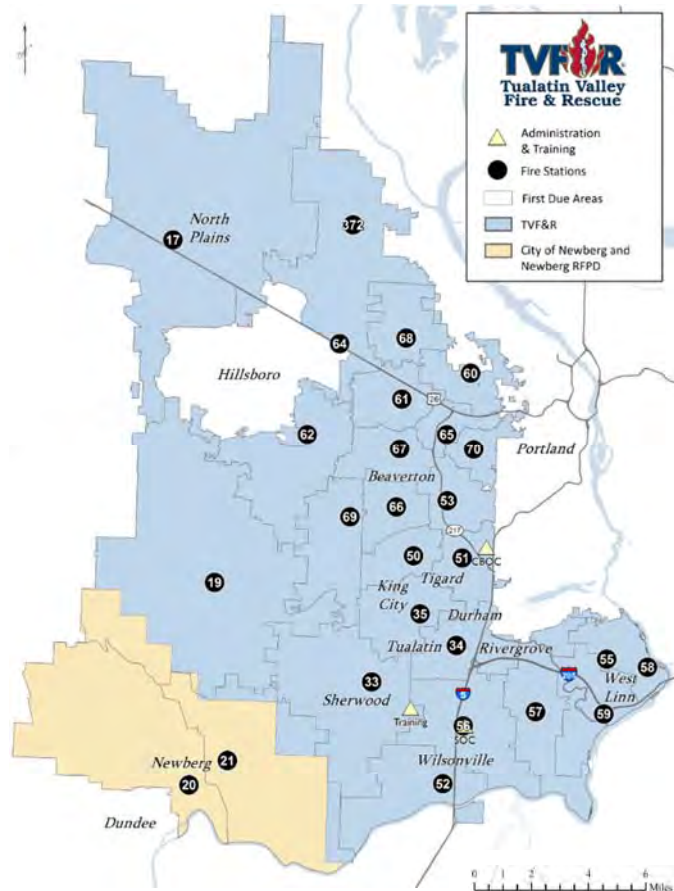 TVF&R
Tualatin Valley
Fire & Rescue
Administration
& Training
Fire Stations
First Due Areas
TVF&R
City of Newberg and
Newberg RFPD
North
Plains
17
372
64
68
60
Hillsboro
61
26
62
65
67
70
Portland
Beaverton
66
53
69
217
50
51
CBOC
King
City
Tigard
19
35
Durham
Tualatin
34
Rivergrove
55
58
West
Linn
33
Sherwood
5
205
Training
57
59
56
SOC
21
Newberg
20
Wilsonville
52
Dundee
0 1 2 3 4 5 6
Miles